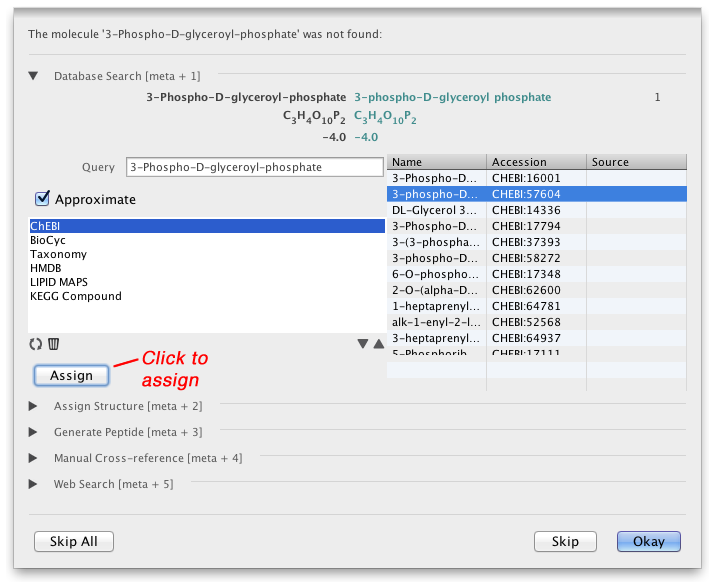 The molecule '3-Phospho-D-glyceroyl-phosphate' was not found:
Database Search [meta + 1]
3-Phospho-D-glyceroyl-phosphate 3-phospho-D-glyceroyl phosphate 1
C3H4O10P2 C3H4O10P2
-4.0 -4.0
Query 3-Phospho-D-glyceroyl-phosphate
Approximate
ChEBI
BioCyc
Taxonomy
HMDB
LIPID MAPS
KEGG Compound
Name Accession Source
3-Phospho-D... CHEBI:16001
3-phospho-D... CHEBI:57604
DL-Glycerol 3... CHEBI:14336
3-Phospho-D... CHEBI:17794
3-(3-phospha... CHEBI:37393
3-phospho-D... CHEBI:58272
6-O-phospho... CHEBI:17348
2-O-(alpha-D... CHEBI:62600
1-heptaprenyl... CHEBI:64781
alk-1-enyl-2-l... CHEBI:52568
3-heptaprenyl... CHEBI:64937
5-Phosphorib... CHEBI:17111
Click to
assign
Assign
Assign Structure [meta + 2]
Generate Peptide [meta + 3]
Manual Cross-reference [meta + 4]
Web Search [meta + 5]
Skip All Skip Okay